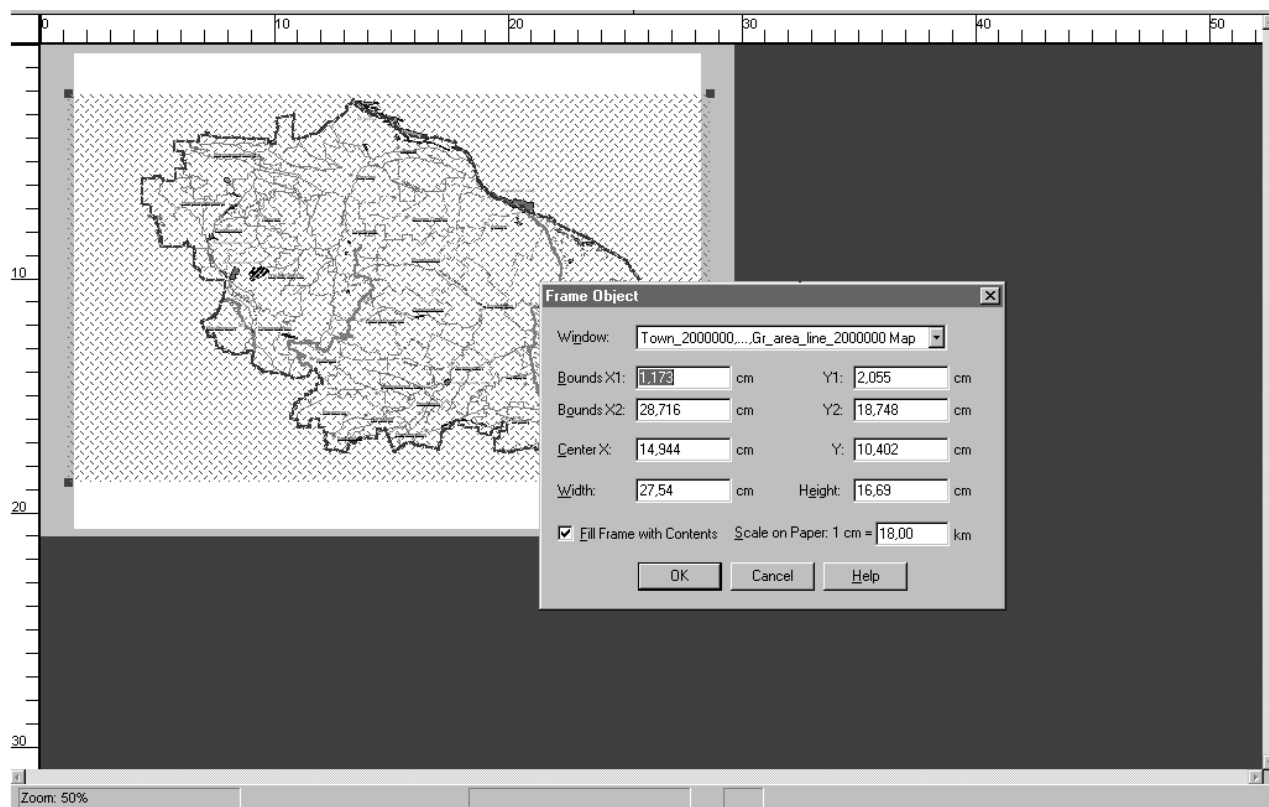 0 10 20 30 40 50
10
20
30
Frame Object
Window: Town_2000000,...,Gr_area_line_2000000 Map
Bounds X1: 1,173 cm Y1: 2,055 cm
Bounds X2: 28,716 cm Y2: 18,748 cm
Center X: 14,944 cm Y: 10,402 cm
Width: 27,54 cm Height: 16,69 cm
Fill Frame with Contents Scale on Paper: 1 cm = 18,00 km
OK Cancel Help
Zoom: 50%